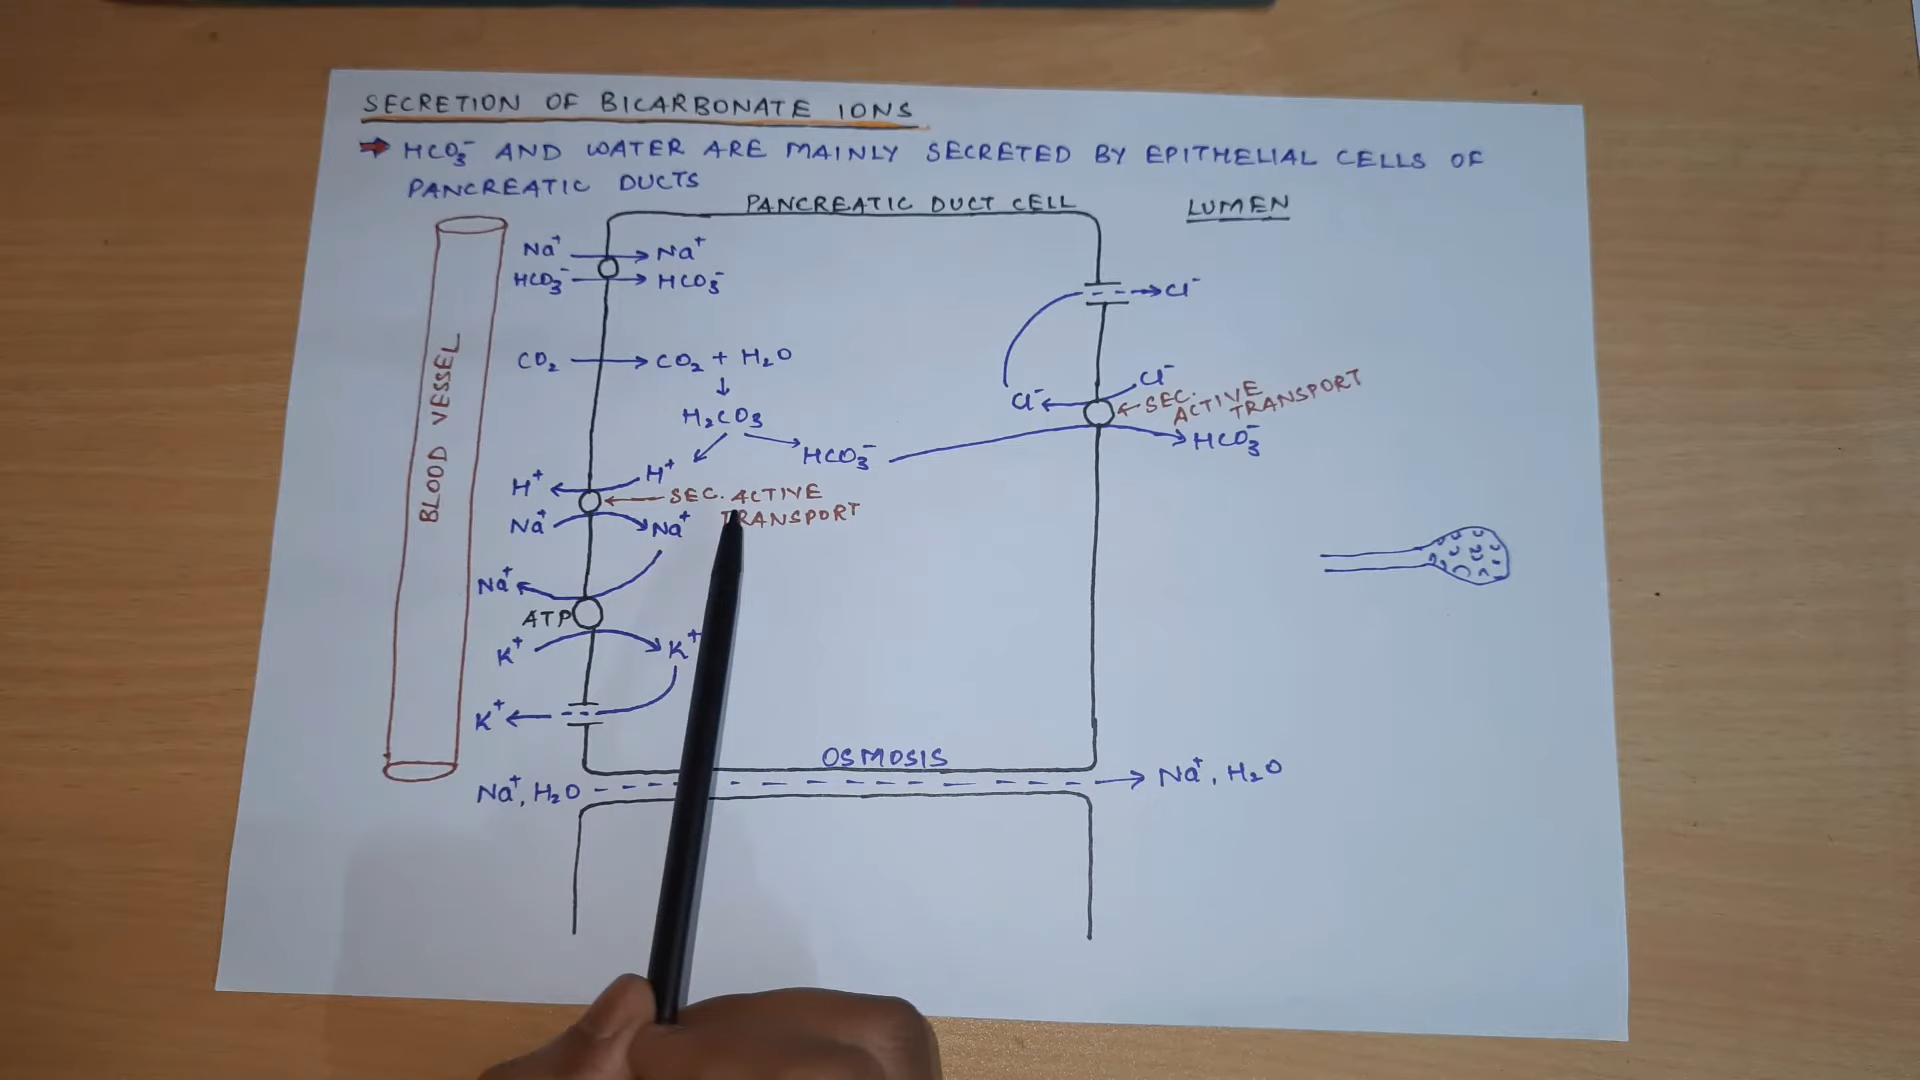 SECRETION OF BICARBONATE IONS
HCO₃⁻ AND WATER ARE MAINLY SECRETED BY EPITHELIAL CELLS OF
PANCREATIC DUCTS
PANCREATIC DUCT CELL
LUMEN
BLOOD VESSEL
Na⁺ → Na⁺
HCO₃⁻ → HCO₃⁻
→ Cl⁻
CO₂ → CO₂ + H₂O
↓
H₂CO₃
Cl⁻ ← Cl⁻
← SEC.
ACTIVE
TRANSPORT
HCO₃⁻ → HCO₃⁻
H⁺ ← H⁺
← SEC. ACTIVE
TRANSPORT
Na⁺ → Na⁺
Na⁺
ATP
K⁺ → K⁺
K⁺ ←
OSMOSIS
Na⁺, H₂O → Na⁺, H₂O